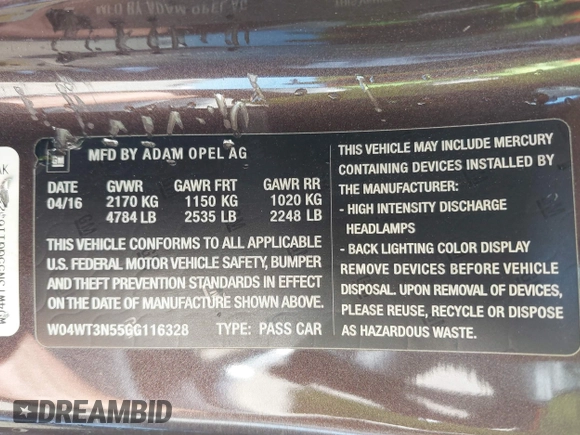 GM MFD BY ADAM OPEL AG
DATE GVWR GAWR FRT GAWR RR
04/16 2170 KG 1150 KG 1020 KG
4784 LB 2535 LB 2248 LB
THIS VEHICLE CONFORMS TO ALL APPLICABLE
U.S. FEDERAL MOTOR VEHICLE SAFETY, BUMPER
AND THEFT PREVENTION STANDARDS IN EFFECT
ON THE DATE OF MANUFACTURE SHOWN ABOVE.
W04WT3N55GG116328 TYPE: PASS CAR
THIS VEHICLE MAY INCLUDE MERCURY
CONTAINING DEVICES INSTALLED BY
THE MANUFACTURER:
- HIGH INTENSITY DISCHARGE
HEADLAMPS
- BACK LIGHTING COLOR DISPLAY
REMOVE DEVICES BEFORE VEHICLE
DISPOSAL. UPON REMOVAL OF DEVICES,
PLEASE REUSE, RECYCLE OR DISPOSE
AS HAZARDOUS WASTE.
DREAMBID